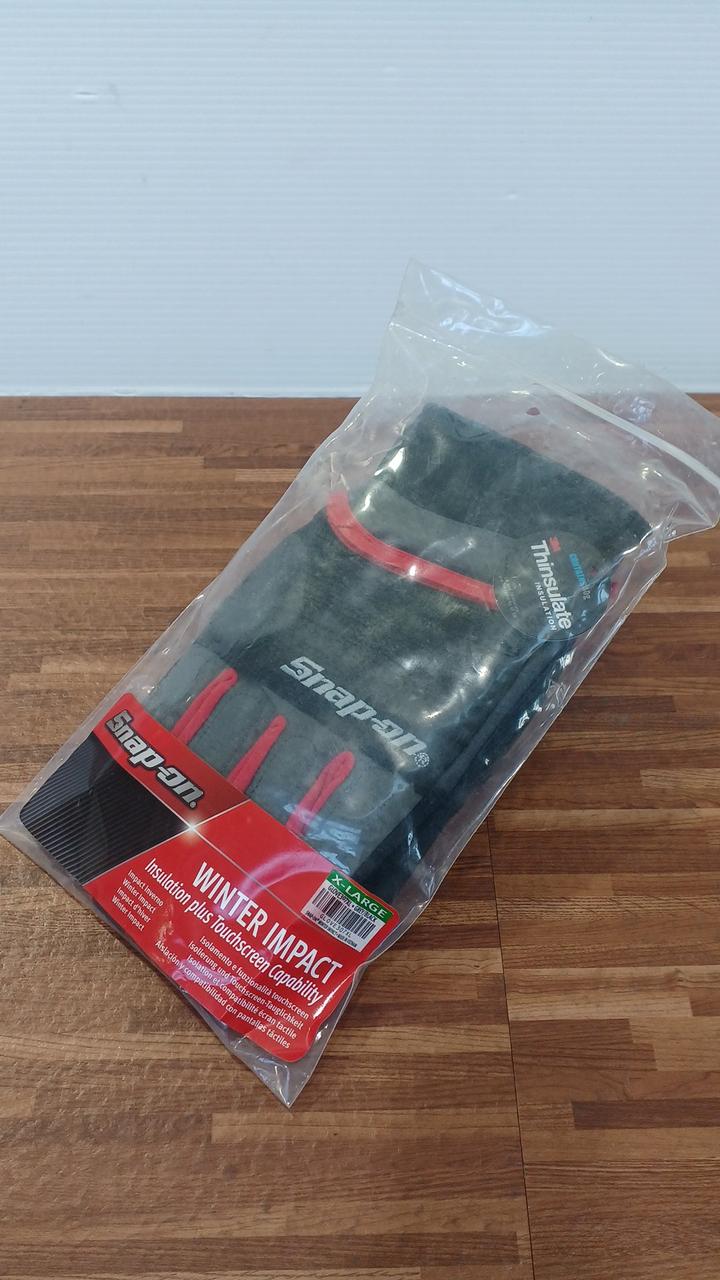 3M
Thinsulate
INSULATION
Snap-on
Snap-on
X-LARGE
WINTER IMPACT
Insulation plus Touchscreen Capability
Impact Inverno
Winter Impact
Impact d'hiver
Winter Impact
Isolamento e funzionalità touchscreen
Isolierung und Touchscreen-Tauglichkeit
Isolation et compatibilité écran tactile
Aislación y compatibilidad con pantallas táctiles